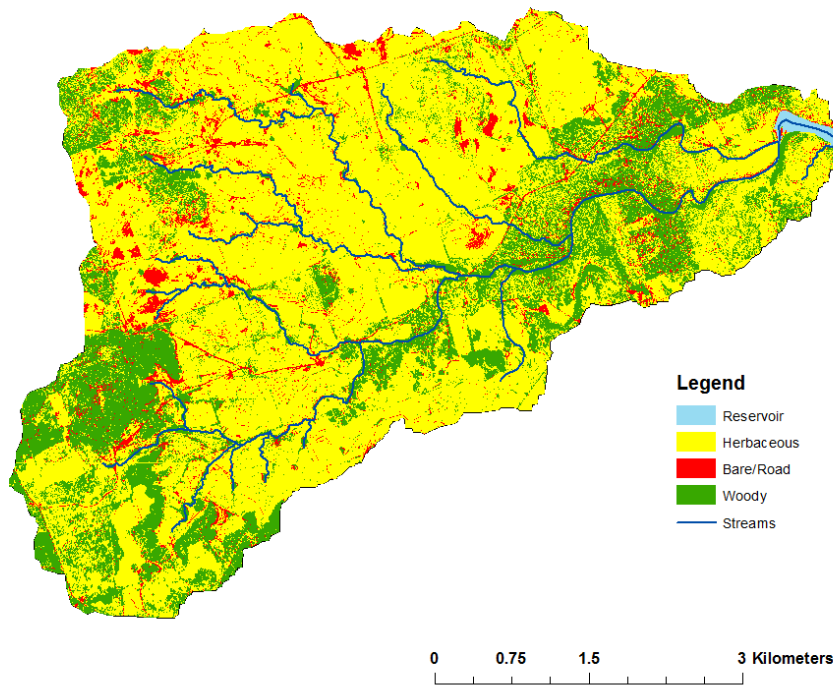 Legend
Reservoir
Herbaceous
Bare/Road
Woody
Streams
0 0.75 1.5 3 Kilometers